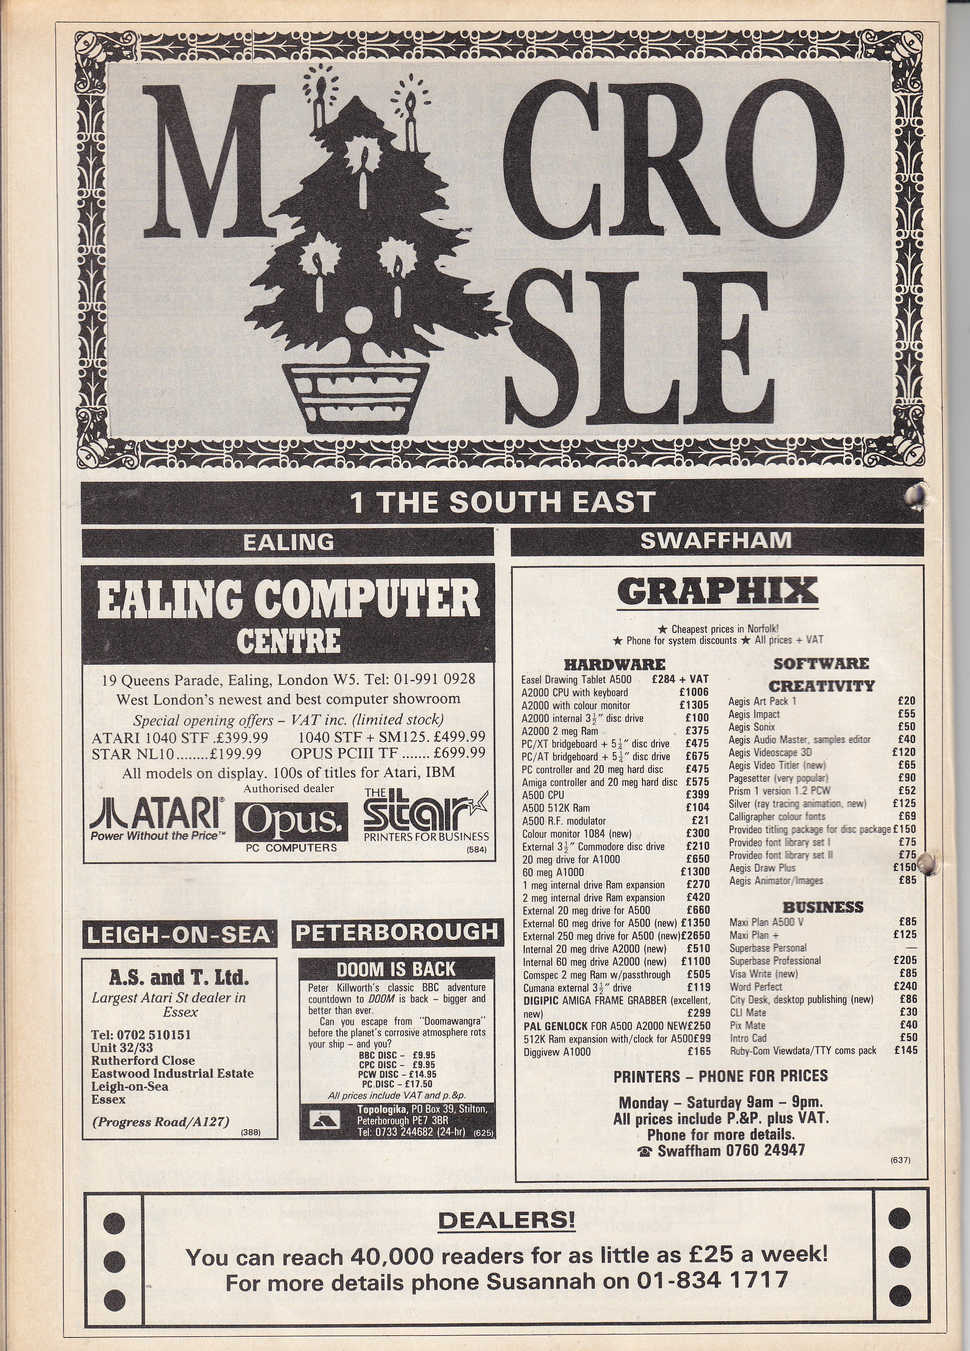 M CRO
SLE
1 THE SOUTH EAST
EALING
EALING COMPUTER
CENTRE
19 Queens Parade, Ealing, London W5. Tel: 01-991 0928
West London's newest and best computer showroom
Special opening offers – VAT inc. (limited stock)
ATARI 1040 STF .£399.99 1040 STF + SM125. £499.99
STAR NL10........£199.99 OPUS PCIII TF ....... £699.99
All models on display. 100s of titles for Atari, IBM
Authorised dealer
ATARI®
Power Without the Price™
Opus.
PC COMPUTERS
THE
star
PRINTERS FOR BUSINESS
(584)
LEIGH-ON-SEA
A.S. and T. Ltd.
Largest Atari St dealer in
Essex
Tel: 0702 510151
Unit 32/33
Rutherford Close
Eastwood Industrial Estate
Leigh-on-Sea
Essex
(Progress Road/A127)
(388)
PETERBOROUGH
DOOM IS BACK
Peter Killworth's classic BBC adventure
countdown to DOOM is back – bigger and
better than ever.
Can you escape from "Doomawangra"
before the planet's corrosive atmosphere rots
your ship – and you?
BBC DISC – £9.95
CPC DISC – £9.95
PCW DISC – £14.95
PC.DISC – £17.50
All prices include VAT and p.&p.
Topologika, PO Box 39, Stilton,
Peterborough PE7 3BR
Tel: 0733 244682 (24-hr) (625)
SWAFFHAM
GRAPHIX
★ Cheapest prices in Norfolk!
★ Phone for system discounts ★ All prices + VAT
HARDWARE
Easel Drawing Tablet A500 £284 + VAT
A2000 CPU with keyboard £1006
A2000 with colour monitor £1305
A2000 internal 3½" disc drive £100
A2000 2 meg Ram £375
PC/XT bridgeboard + 5¼" disc drive £475
PC/AT bridgeboard + 5¼" disc drive £675
PC controller and 20 meg hard disc £475
Amiga controller and 20 meg hard disc £575
A500 CPU £399
A500 512K Ram £104
A500 R.F. modulator £21
Colour monitor 1084 (new) £300
External 3½" Commodore disc drive £210
20 meg drive for A1000 £650
60 meg A1000 £1300
1 meg internal drive Ram expansion £270
2 meg internal drive Ram expansion £420
External 20 meg drive for A500 £660
External 60 meg drive for A500 (new) £1350
External 250 meg drive for A500 (new)£2650
Internal 20 meg drive A2000 (new) £510
Internal 60 meg drive A2000 (new) £1100
Comspec 2 meg Ram w/passthrough £505
Cumana external 3½" drive £119
DIGIPIC AMIGA FRAME GRABBER (excellent,
new) £299
PAL GENLOCK FOR A500 A2000 NEW£250
512K Ram expansion with/clock for A500£99
Diggivew A1000 £165
SOFTWARE
CREATIVITY
Aegis Art Pack 1 £20
Aegis Impact £55
Aegis Sonix £50
Aegis Audio Master, samples editor £40
Aegis Videoscape 3D £120
Aegis Video Titler (new) £65
Pagesetter (very popular) £90
Prism 1 version 1.2 PCW £52
Silver (ray tracing animation, new) £125
Calligrapher colour fonts £69
Provideo titling package for disc package £150
Provideo font library set I £75
Provideo font library set II £75
Aegis Draw Plus £150
Aegis Animator/Images £85
BUSINESS
Maxi Plan A500 V £85
Maxi Plan + £125
Superbase Personal —
Superbase Professional £205
Visa Write (new) £85
Word Perfect £240
City Desk, desktop publishing (new) £86
CLI Mate £30
Pix Mate £40
Intro Cad £50
Ruby-Com Viewdata/TTY coms pack £145
PRINTERS – PHONE FOR PRICES
Monday – Saturday 9am – 9pm.
All prices include P.&P. plus VAT.
Phone for more details.
☎ Swaffham 0760 24947
(637)
DEALERS!
You can reach 40,000 readers for as little as £25 a week!
For more details phone Susannah on 01-834 1717